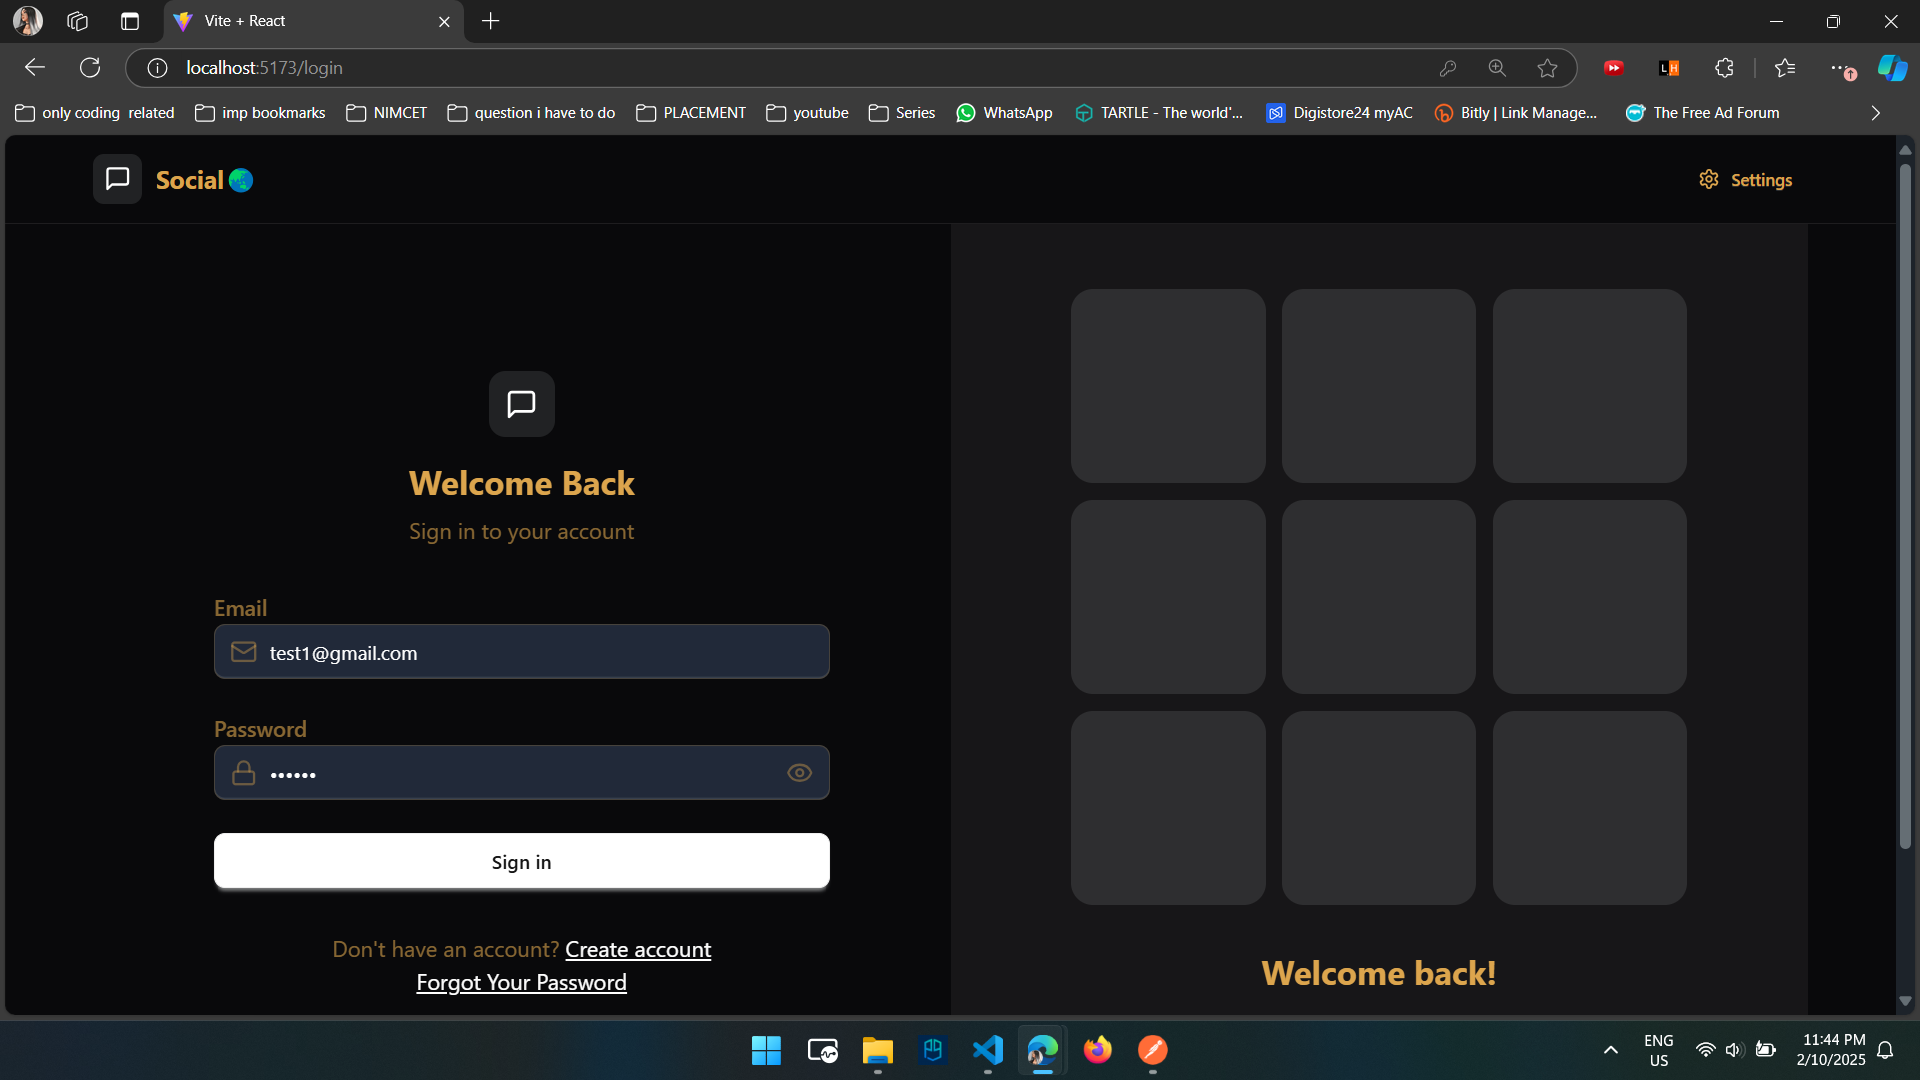 Vite + React
localhost:5173/login
only coding related
imp bookmarks
NIMCET
question i have to do
PLACEMENT
youtube
Series
WhatsApp
TARTLE - The world'...
Digistore24 myAC
Bitly | Link Manage...
The Free Ad Forum
LH
Social
Settings
Welcome Back
Sign in to your account
Email
test1@gmail.com
Password
••••••
Sign in
Don't have an account? Create account
Forgot Your Password
Welcome back!
ENG
US
11:44 PM
2/10/2025